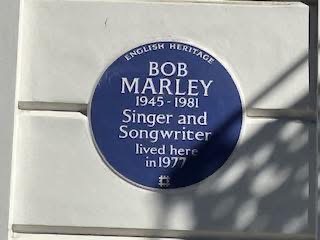 ENGLISH HERITAGE
BOB
MARLEY
1945 - 1981
Singer and
Songwriter
lived here
in 1977